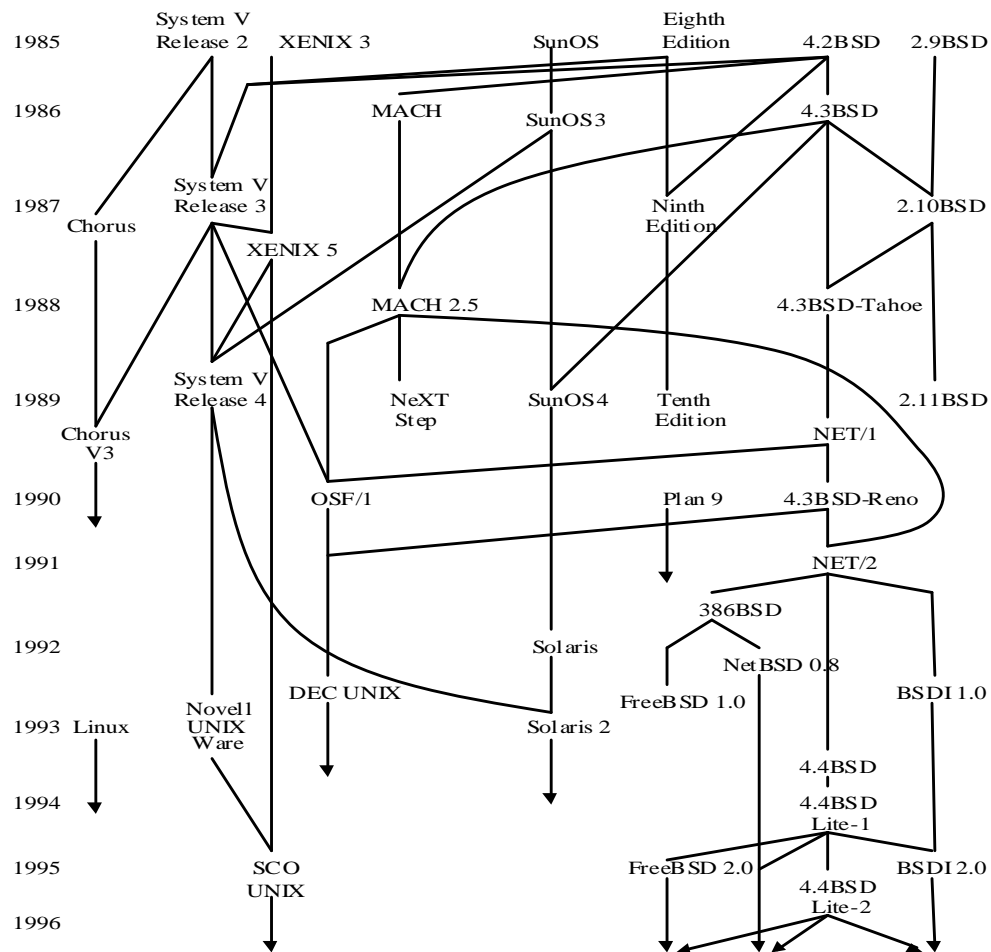 System V
Release 2
Eighth
Edition
1985
XENIX 3
SunOS
4.2BSD
2.9BSD
1986
MACH
SunOS3
4.3BSD
System V
Release 3
1987
Chorus
Ninth
Edition
2.10BSD
XENIX 5
1988
MACH 2.5
4.3BSD-Tahoe
System V
Release 4
1989
NeXT
Step
SunOS4
Tenth
Edition
2.11BSD
Chorus
V3
NET/1
1990
OSF/1
Plan 9
4.3BSD-Reno
1991
NET/2
386BSD
1992
Solaris
NetBSD 0.8
DEC UNIX
FreeBSD 1.0
BSDI 1.0
1993
Linux
Novell
UNIX
Ware
Solaris 2
4.4BSD
1994
4.4BSD
Lite-1
1995
SCO
UNIX
FreeBSD 2.0
BSDI 2.0
4.4BSD
Lite-2
1996